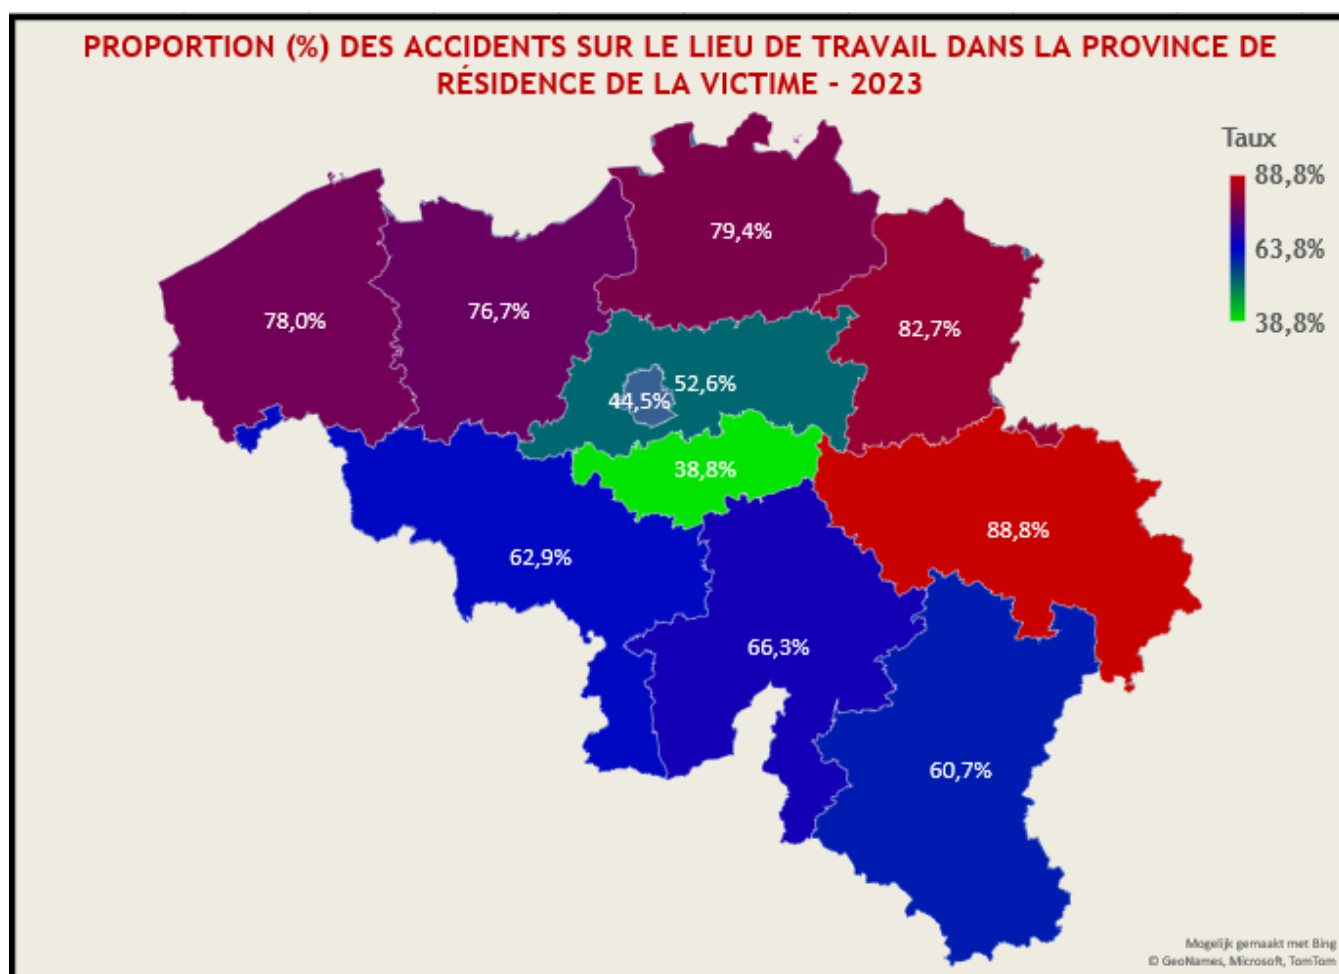 PROPORTION (%) DES ACCIDENTS SUR LE LIEU DE TRAVAIL DANS LA PROVINCE DE
RÉSIDENCE DE LA VICTIME - 2023
Taux
88,8%
63,8%
38,8%
79,4%
78,0%
76,7%
82,7%
52,6%
44,5%
38,8%
88,8%
62,9%
66,3%
60,7%
Mogelijk gemaakt met Bing
© GeoNames, Microsoft, TomTom